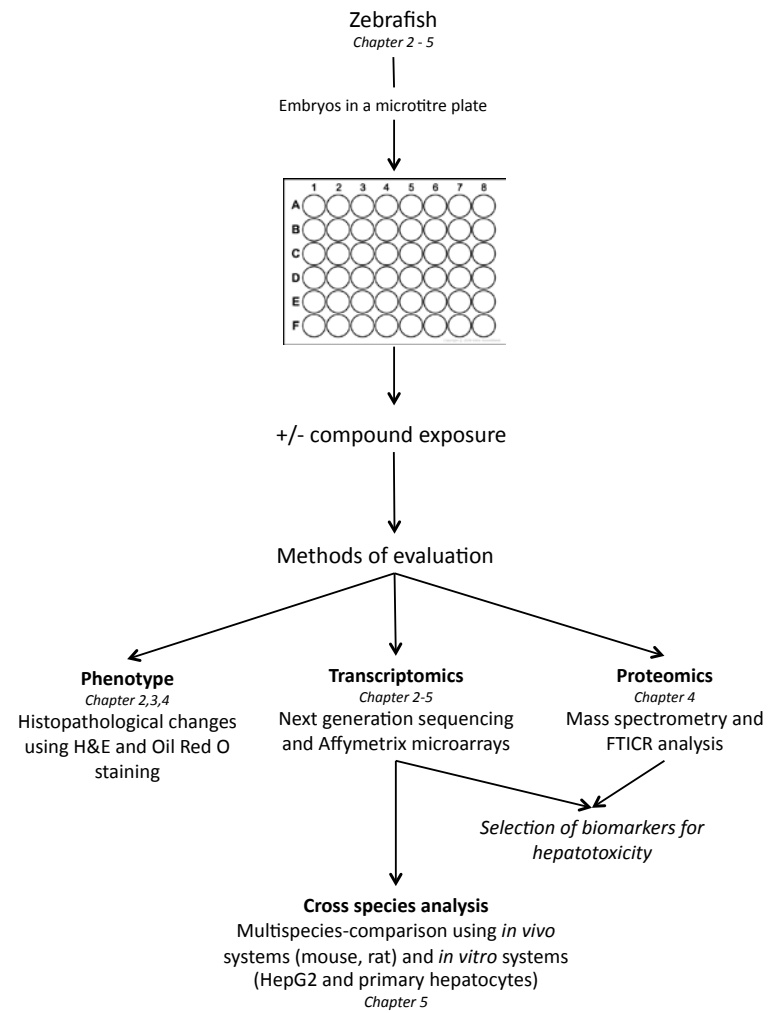 Zebrafish
Chapter 2 - 5
Embryos in a microtitre plate
1 2 3 4 5 6 7 8
A
B
C
D
E
F
+/- compound exposure
Methods of evaluation
Phenotype
Chapter 2,3,4
Histopathological changes
using H&E and Oil Red O
staining
Transcriptomics
Chapter 2-5
Next generation sequencing
and Affymetrix microarrays
Proteomics
Chapter 4
Mass spectrometry and
FTICR analysis
Selection of biomarkers for
hepatotoxicity
Cross species analysis
Multispecies-comparison using in vivo
systems (mouse, rat) and in vitro systems
(HepG2 and primary hepatocytes)
Chapter 5